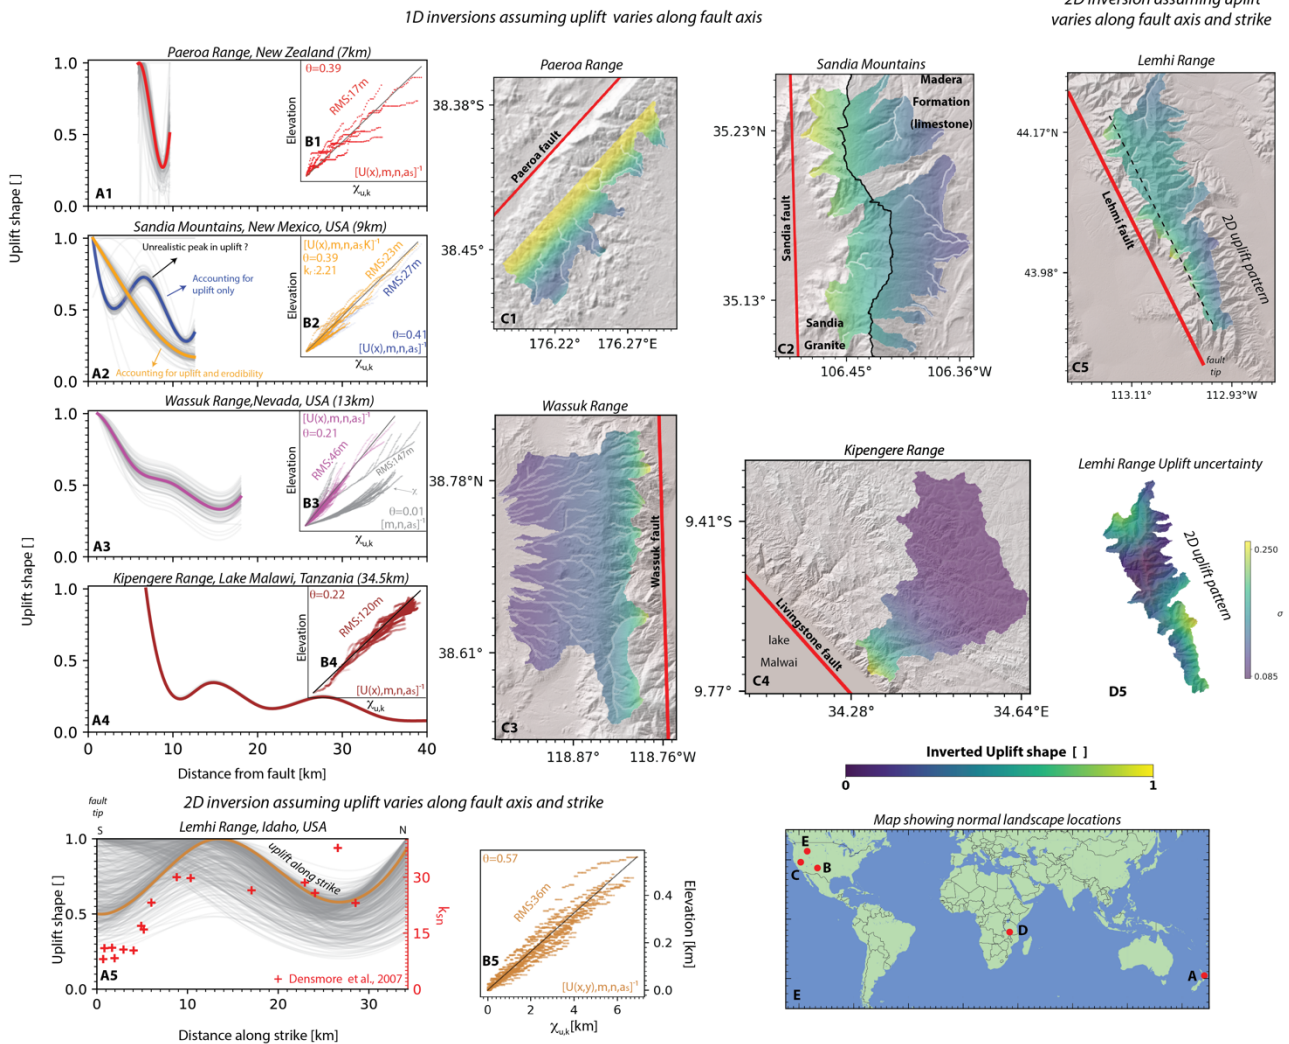 1D inversions assuming uplift varies along fault axis
2D inversion assuming uplift
varies along fault axis and strike
Paeroa Range, New Zealand (7km)
1.0
0.5
0.0
Uplift shape [ ]
A1
θ=0.39
RMS:17m
Elevation
B1
[U(x),m,n,aₛ]⁻¹
χu,k
Sandia Mountains, New Mexico, USA (9km)
1.0
0.5
0.0
Unrealistic peak in uplift ?
Accounting for
uplift only
Accounting for uplift and erodibility
A2
[U(x),m,n,aₛK]⁻¹
θ=0.39
kᵣ:2.21
RMS:23m
RMS:27m
Elevation
B2
θ=0.41
[U(x),m,n,aₛ]⁻¹
χu,k
Wassuk Range,Nevada, USA (13km)
1.0
0.5
0.0
Uplift shape [ ]
A3
[U(x),m,n,aₛ]⁻¹
θ=0.21
RMS:46m
RMS:147m
Elevation
B3
χ
θ=0.01
[m,n,aₛ]⁻¹
χu,k
Kipengere Range, Lake Malawi, Tanzania (34.5km)
1.0
0.5
0.0
A4
θ=0.22
RMS:120m
Elevation
B4
[U(x),m,n,aₛ]⁻¹
χu,k
0 10 20 30 40
Distance from fault [km]
Paeroa Range
38.38°S
38.45°
Paeroa fault
C1
176.22° 176.27°E
Sandia Mountains
35.23°N
35.13°
Madera
Formation
(limestone)
Sandia fault
Sandia
Granite
C2
106.45° 106.36°W
Lemhi Range
44.17°N
43.98°
Lehmi fault
2D uplift pattern
fault
tip
C5
113.11° 112.93°W
Wassuk Range
38.78°N
38.61°
Wassuk fault
C3
118.87° 118.76°W
Kipengere Range
9.41°S
9.77°
Livingstone fault
lake
Malwai
C4
34.28° 34.64°E
Lemhi Range Uplift uncertainty
2D uplift pattern
0.250
σ
0.085
D5
Inverted Uplift shape [ ]
0 1
2D inversion assuming uplift varies along fault axis and strike
fault
tip
S N
Lemhi Range, Idaho, USA
1.0
0.5
0.0
Uplift shape [ ]
uplift along strike
30
15
0
ksn
A5
+ Densmore et al., 2007
0 10 20 30
Distance along strike [km]
θ=0.57
RMS:36m
B5
[U(x,y),m,n,aₛ]⁻¹
0.4
0.2
0.0
Elevation [km]
0 2 4 6
χu,k[km]
Map showing normal landscape locations
E
C
B
D
A
E